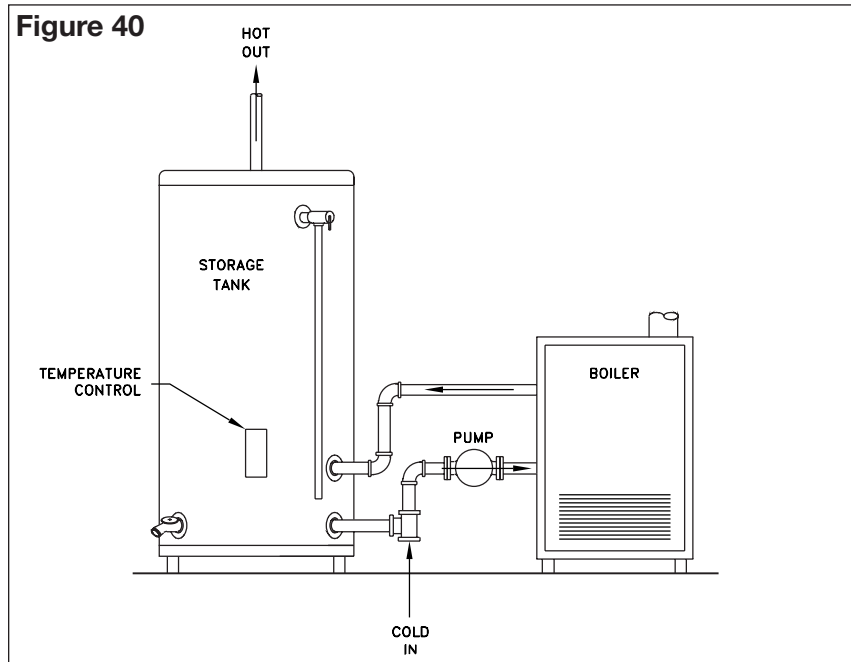 Figure 40
HOT
OUT
STORAGE
TANK
TEMPERATURE
CONTROL
BOILER
PUMP
COLD
IN